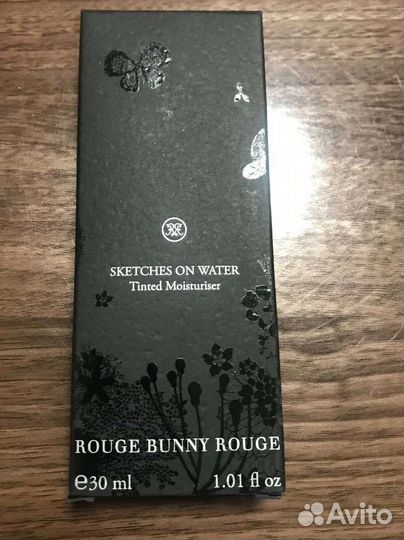 SKETCHES ON WATER
Tinted Moisturiser
ROUGE BUNNY ROUGE
℮30 ml 1.01 fl oz
Avito